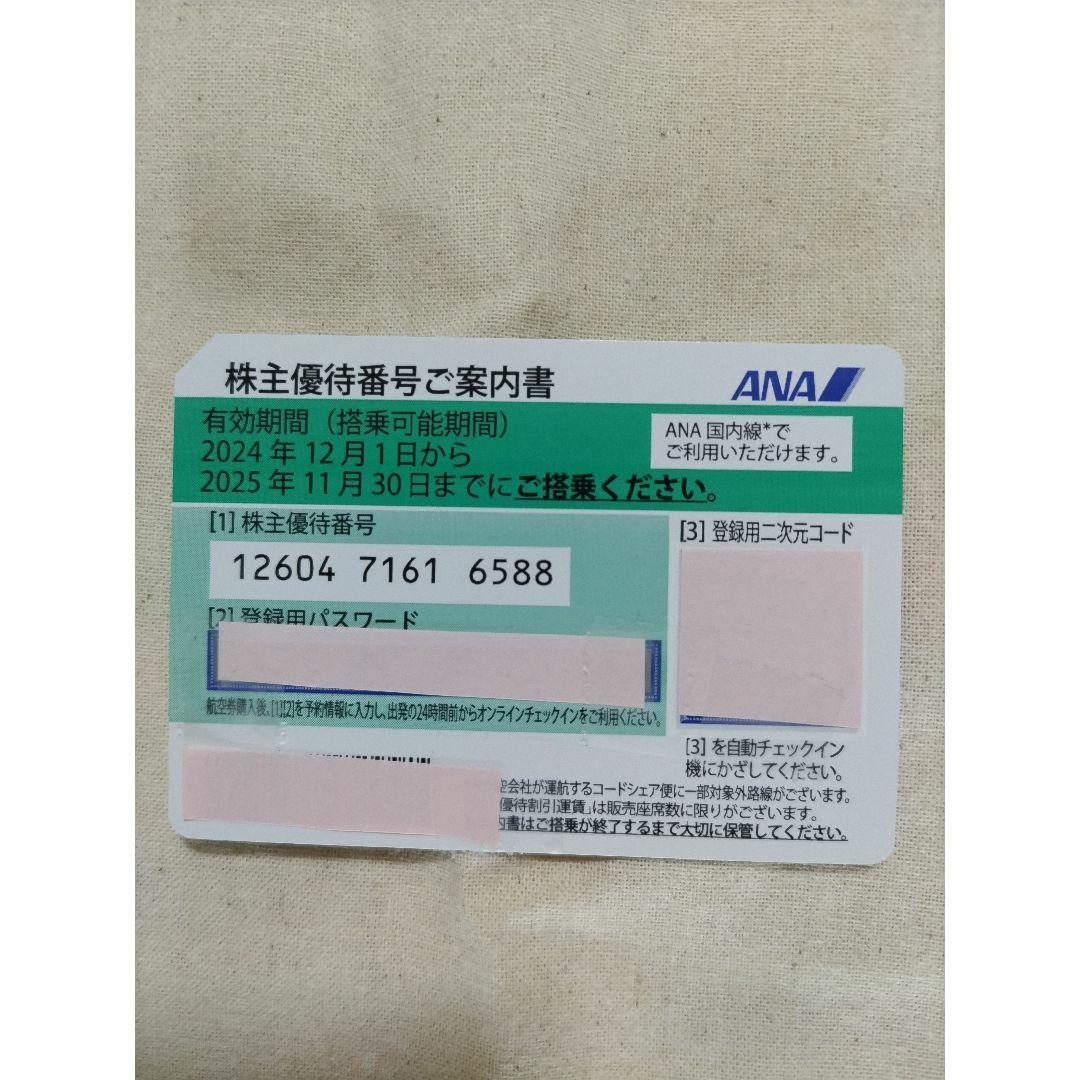 株主優待番号ご案内書
ANA
有効期間（搭乗可能期間）
2024年12月1日から
2025年11月30日までにご搭乗ください。
ANA国内線*で
ご利用いただけます。
[1] 株主優待番号
12604 7161 6588
[2] 登録用パスワード
航空券購入後、[1][2]を予約情報に入力し、出発の24時間前からオンラインチェックインをご利用ください。
[3] 登録用二次元コード
[3] を自動チェックイン
機にかざしてください。
空会社が運航するコードシェア便に一部対象外路線がございます。
優待割引運賃」は販売座席数に限りがございます。
内書はご搭乗が終了するまで大切に保管してください。